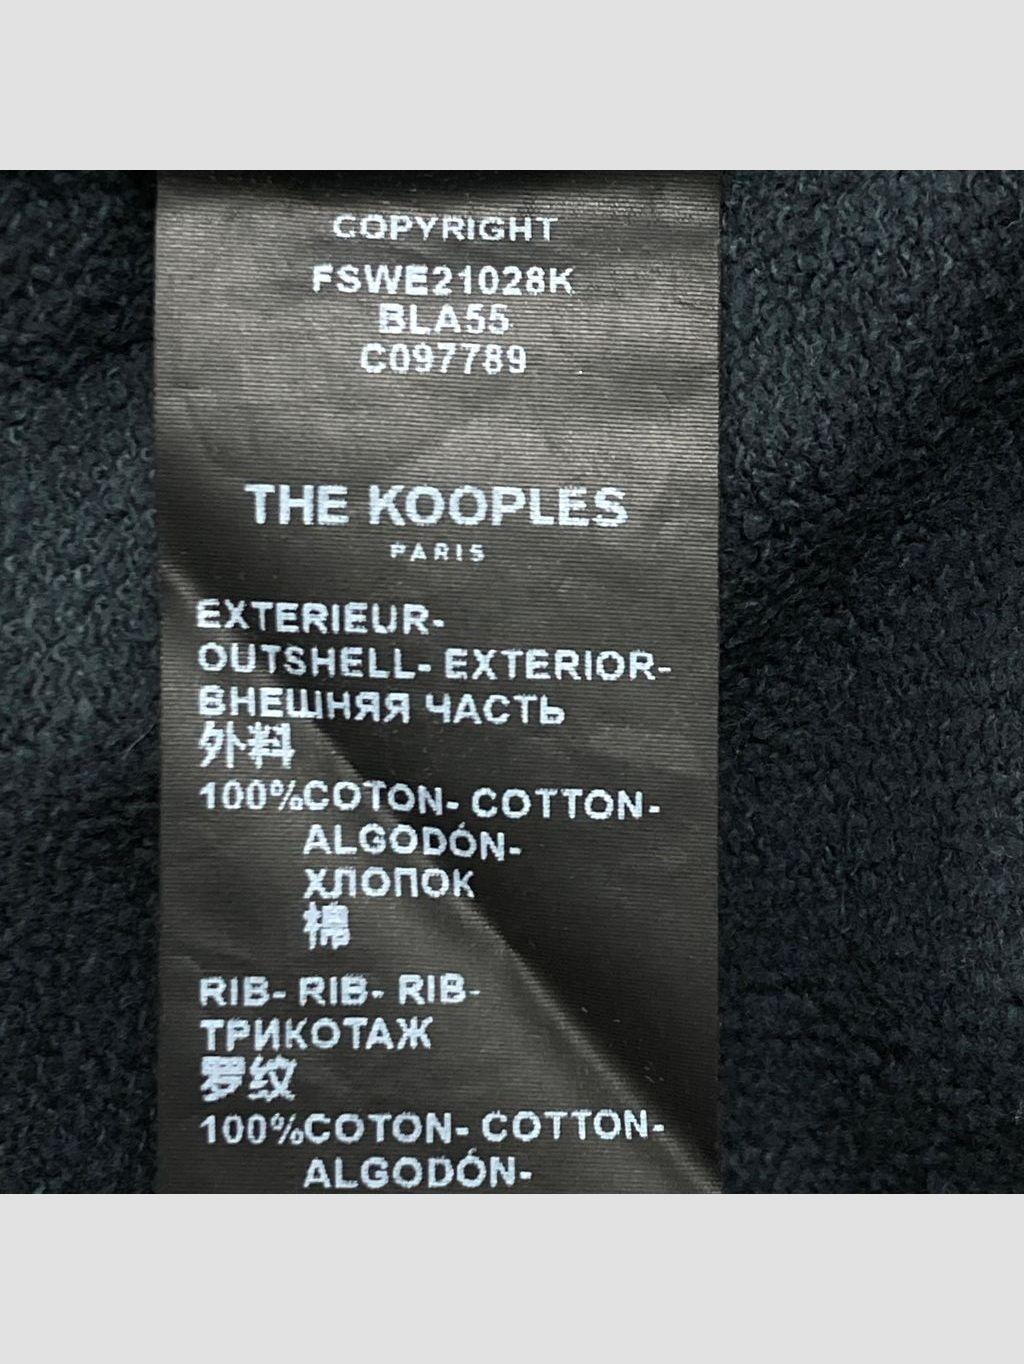 COPYRIGHT
FSWE21028K
BLA55
C097789
THE KOOPLES
PARIS
EXTERIEUR-
OUTSHELL- EXTERIOR-
ВНЕШНЯЯ ЧАСТЬ
外料
100%COTON- COTTON-
ALGODÓN-
ХЛОПОК
棉
RIB- RIB- RIB-
ТРИКОТАЖ
罗纹
100%COTON- COTTON-
ALGODÓN-